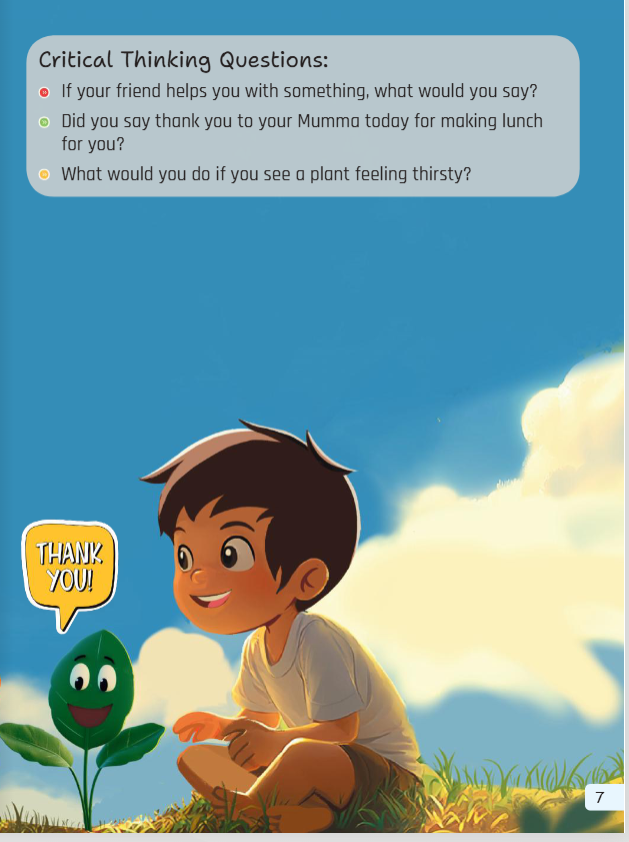 Critical Thinking Questions:
If your friend helps you with something, what would you say?
Did you say thank you to your Mumma today for making lunch
for you?
What would you do if you see a plant feeling thirsty?
THANK
YOU!
7